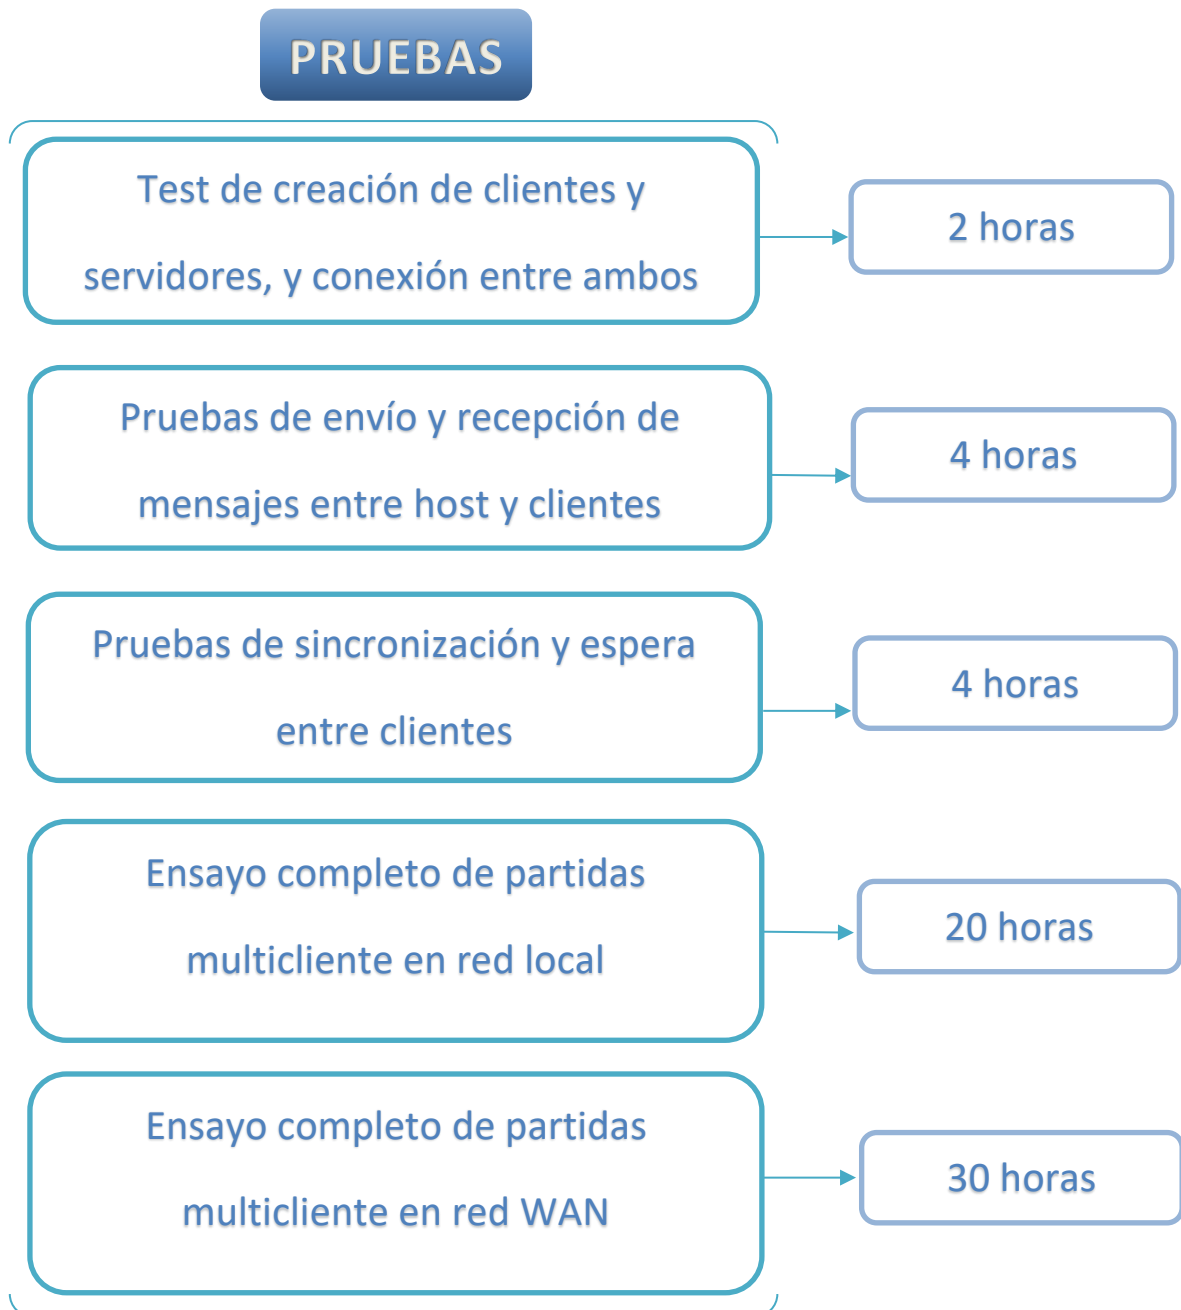 PRUEBAS
Test de creación de clientes y
servidores, y conexión entre ambos
2 horas
Pruebas de envío y recepción de
mensajes entre host y clientes
4 horas
Pruebas de sincronización y espera
entre clientes
4 horas
Ensayo completo de partidas
multicliente en red local
20 horas
Ensayo completo de partidas
multicliente en red WAN
30 horas